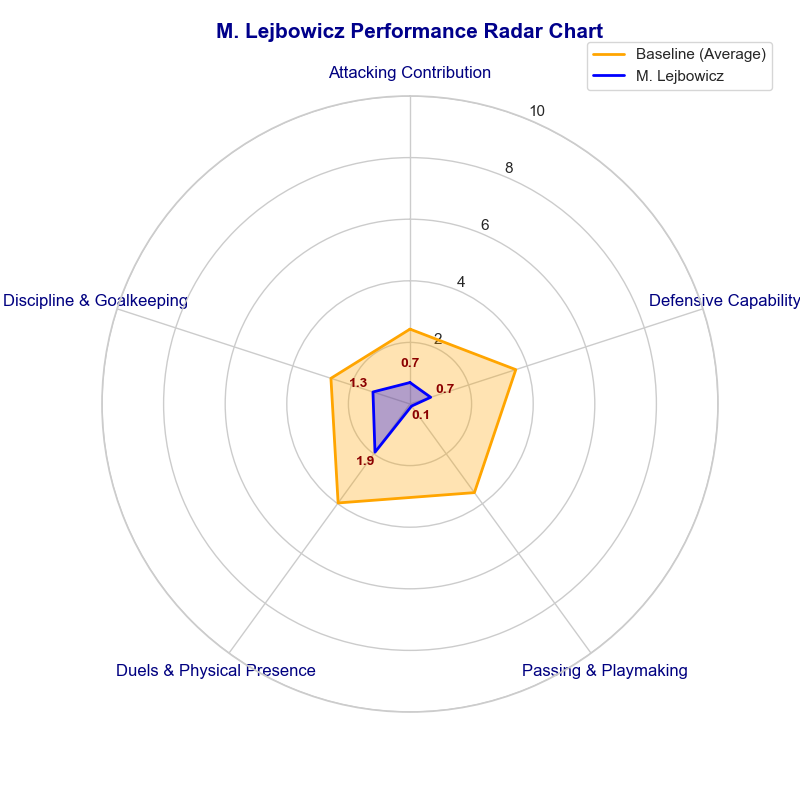 M. Lejbowicz Performance Radar Chart
Baseline (Average)
M. Lejbowicz
Attacking Contribution
10
8
6
4
2
Discipline & Goalkeeping
Defensive Capability
0.7
1.3
0.7
0.1
1.9
Duels & Physical Presence
Passing & Playmaking